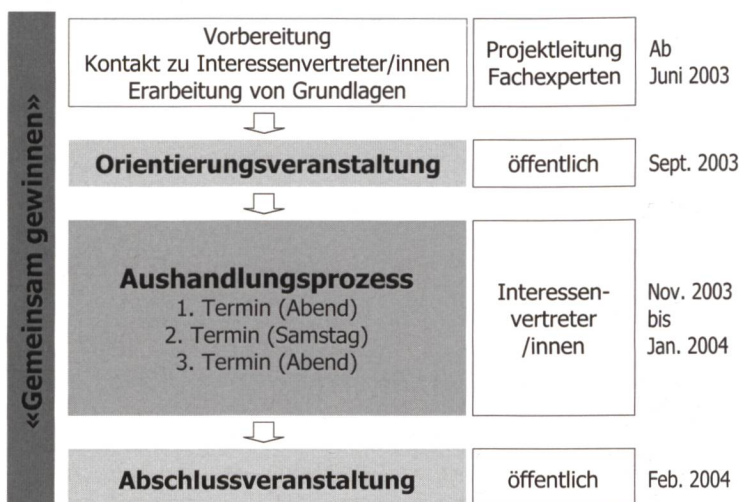 «Gemeinsam gewinnen»
Vorbereitung
Kontakt zu Interessenvertreter/innen
Erarbeitung von Grundlagen
Projektleitung
Fachexperten
Ab
Juni 2003
Orientierungsveranstaltung
öffentlich
Sept. 2003
Aushandlungsprozess
1. Termin (Abend)
2. Termin (Samstag)
3. Termin (Abend)
Interessen-
vertreter
/innen
Nov. 2003
bis
Jan. 2004
Abschlussveranstaltung
öffentlich
Feb. 2004